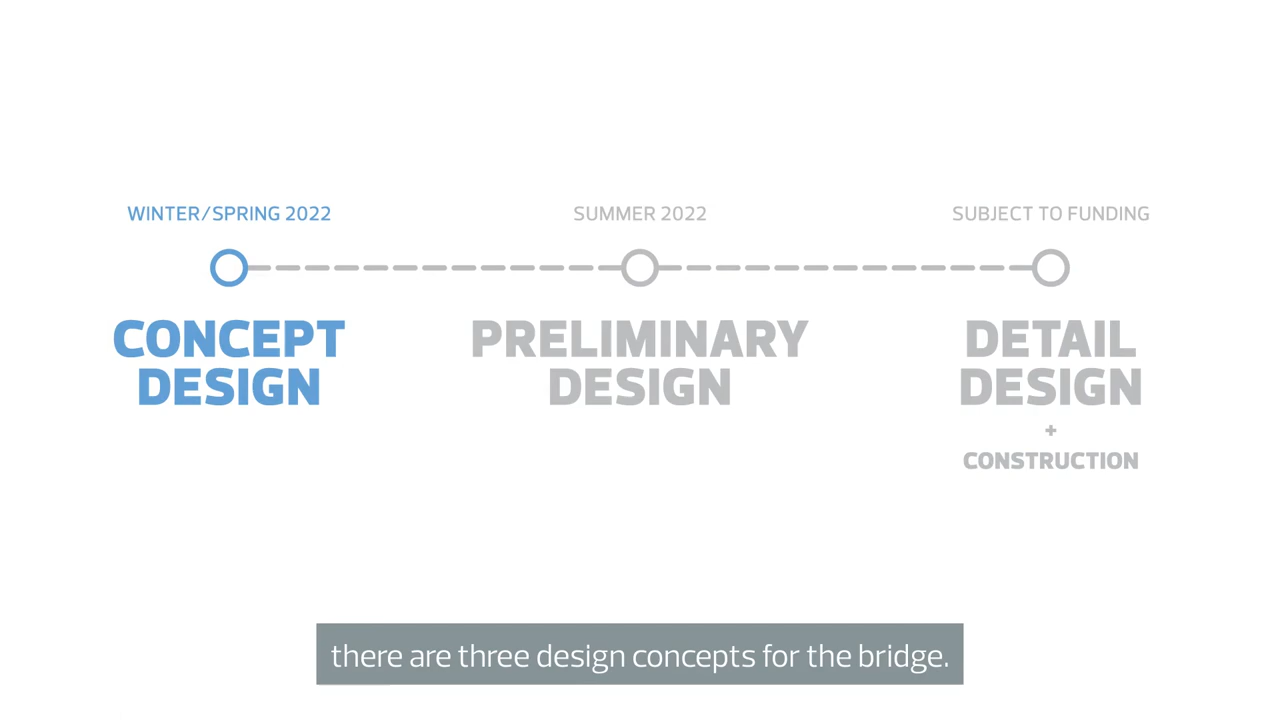 WINTER/SPRING 2022
SUMMER 2022
SUBJECT TO FUNDING
CONCEPT
DESIGN
PRELIMINARY
DESIGN
DETAIL
DESIGN
+
CONSTRUCTION
there are three design concepts for the bridge.